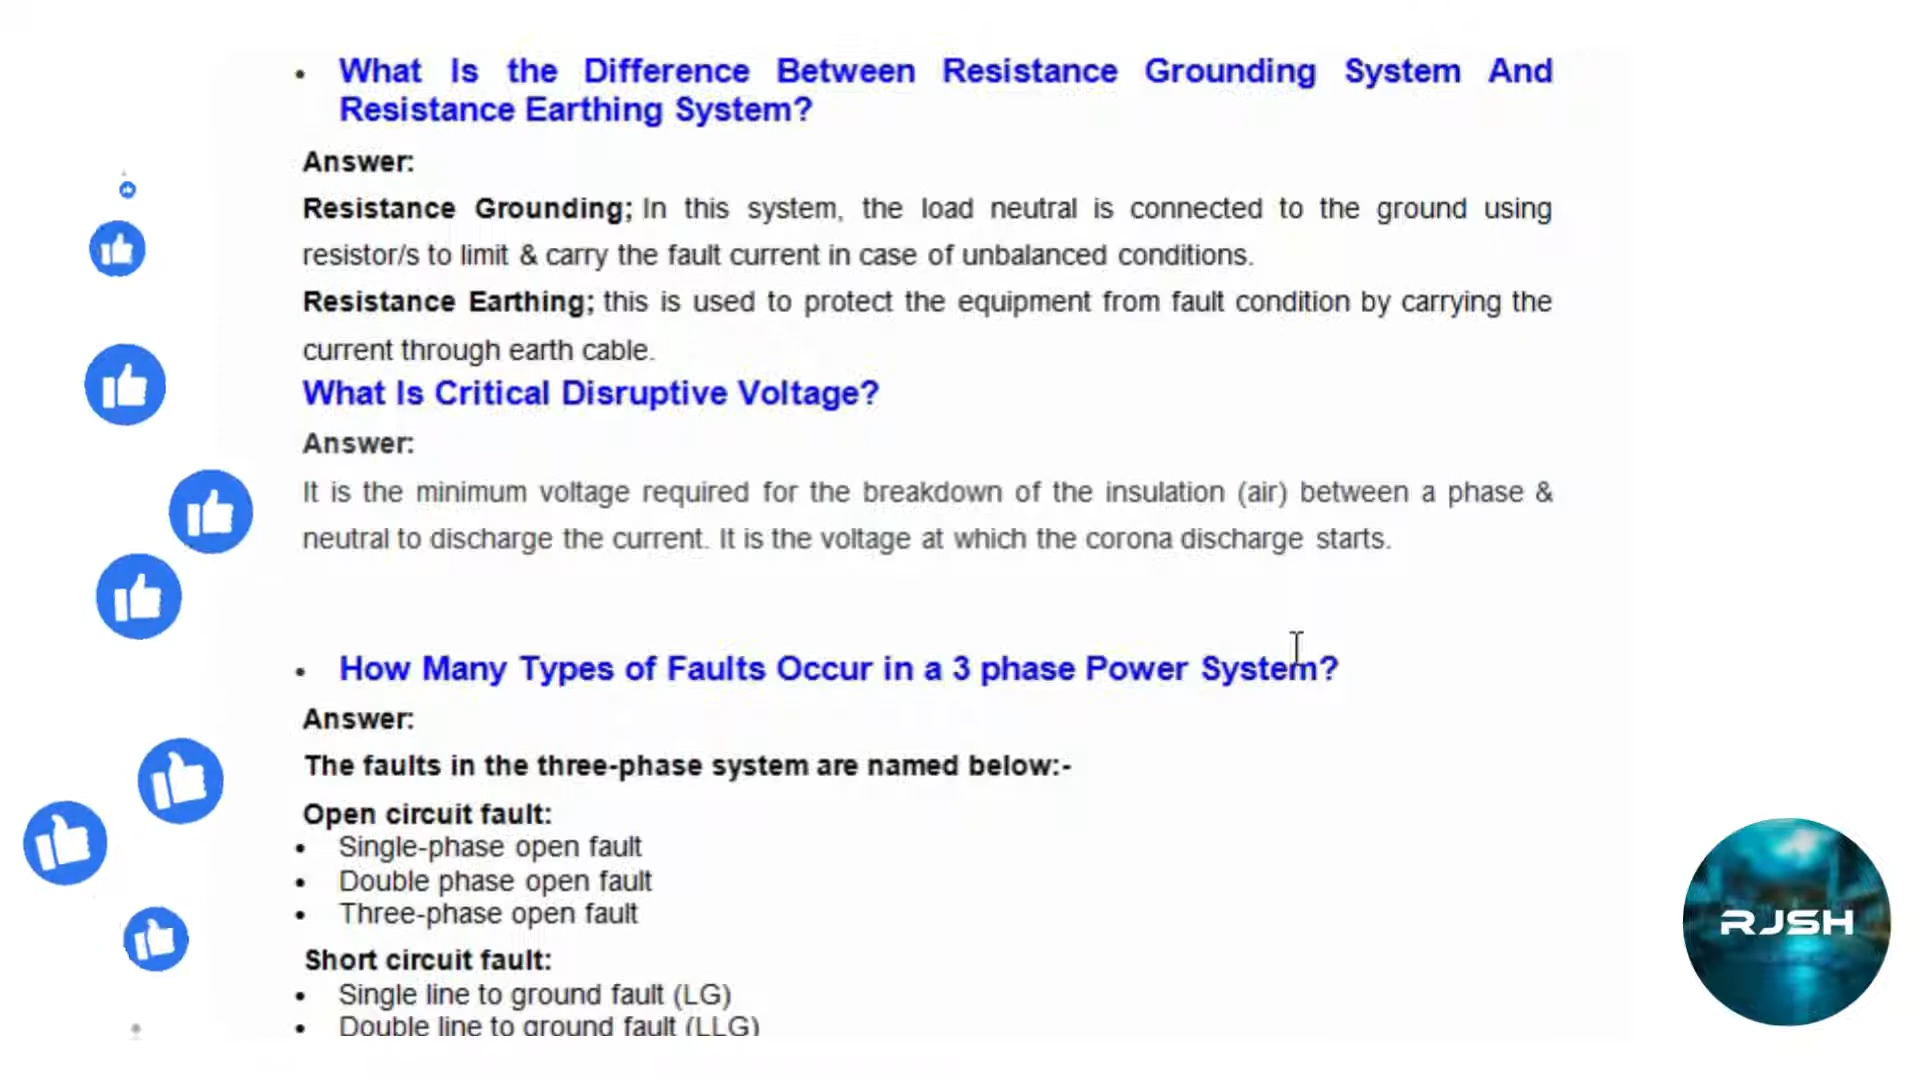 • What Is the Difference Between Resistance Grounding System And
Resistance Earthing System?
Answer:
Resistance Grounding; In this system, the load neutral is connected to the ground using
resistor/s to limit & carry the fault current in case of unbalanced conditions.
Resistance Earthing; this is used to protect the equipment from fault condition by carrying the
current through earth cable.
What Is Critical Disruptive Voltage?
Answer:
It is the minimum voltage required for the breakdown of the insulation (air) between a phase &
neutral to discharge the current. It is the voltage at which the corona discharge starts.
• How Many Types of Faults Occur in a 3 phase Power System?
Answer:
The faults in the three-phase system are named below:-
Open circuit fault:
• Single-phase open fault
• Double phase open fault
• Three-phase open fault
Short circuit fault:
• Single line to ground fault (LG)
• Double line to ground fault (LLG)
RJSH